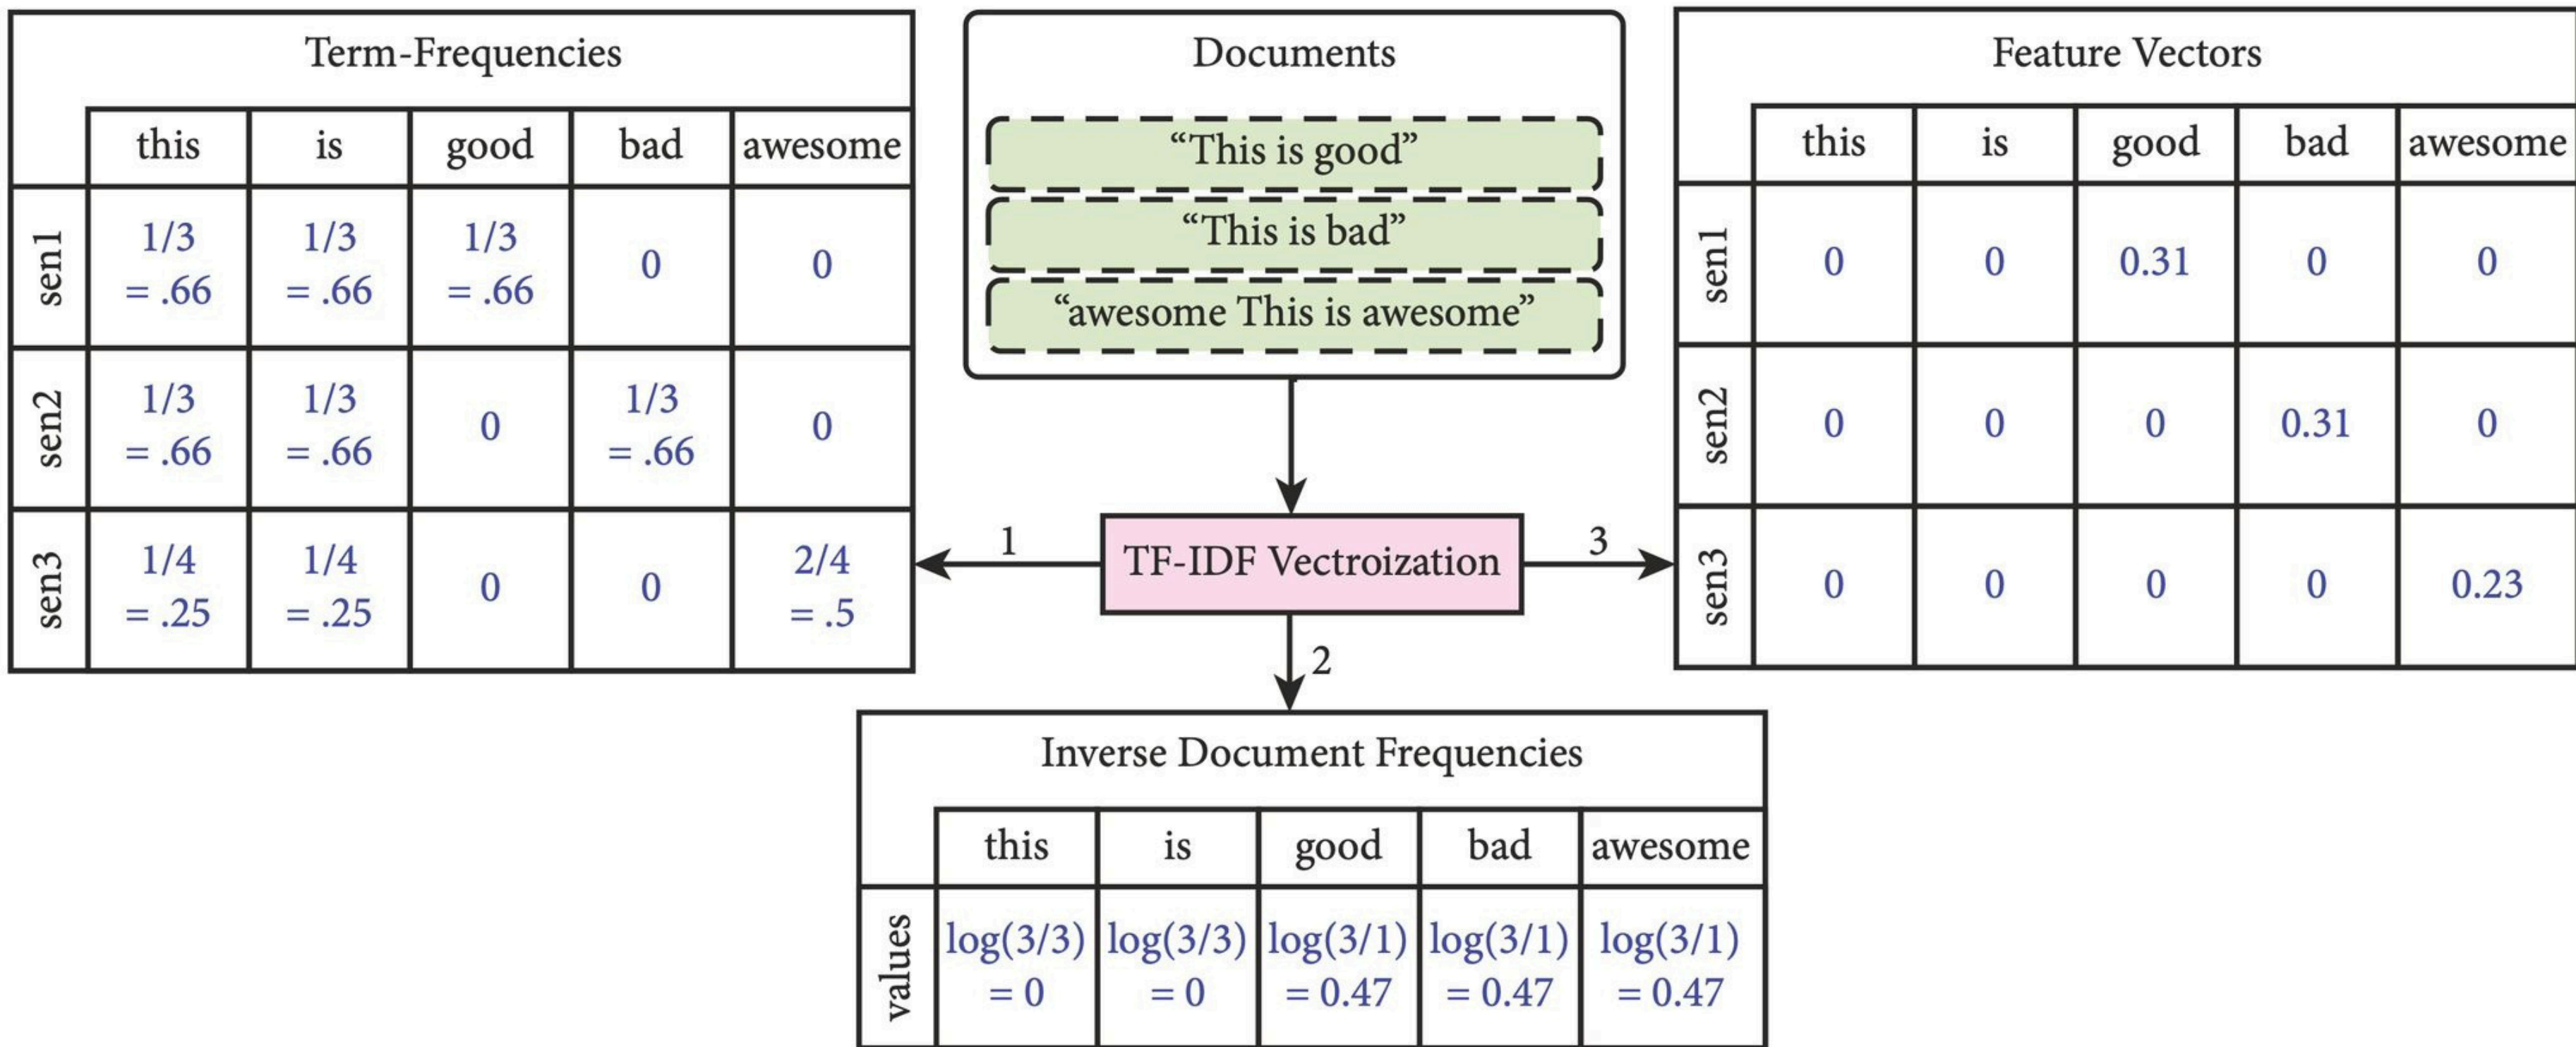 Term-Frequencies
this is good bad awesome
sen1 1/3 = .66 1/3 = .66 1/3 = .66 0 0
sen2 1/3 = .66 1/3 = .66 0 1/3 = .66 0
sen3 1/4 = .25 1/4 = .25 0 0 2/4 = .5
Documents
“This is good”
“This is bad”
“awesome This is awesome”
TF-IDF Vectroization
1
2
3
Feature Vectors
this is good bad awesome
sen1 0 0 0.31 0 0
sen2 0 0 0 0.31 0
sen3 0 0 0 0 0.23
Inverse Document Frequencies
this is good bad awesome
values log(3/3) = 0 log(3/3) = 0 log(3/1) = 0.47 log(3/1) = 0.47 log(3/1) = 0.47